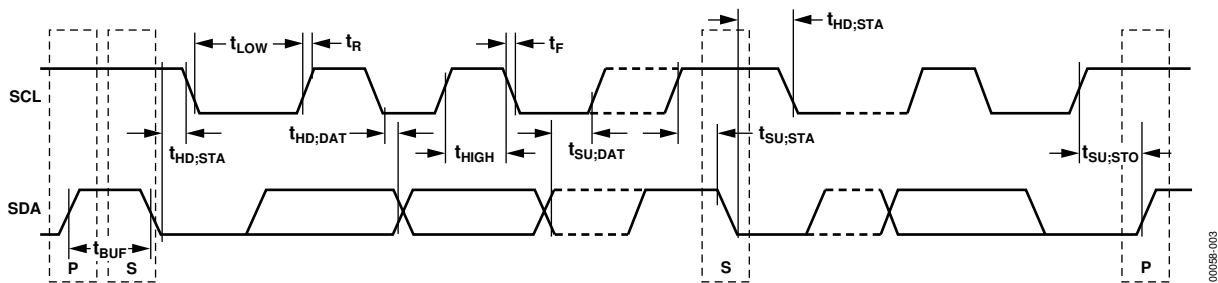 tHD;STA
tLOW
tR
tF
SCL
tHD;STA
tHD;DAT
tHIGH
tSU;DAT
tSU;STA
tSU;STO
SDA
tBUF
P
S
S
P
00058-003